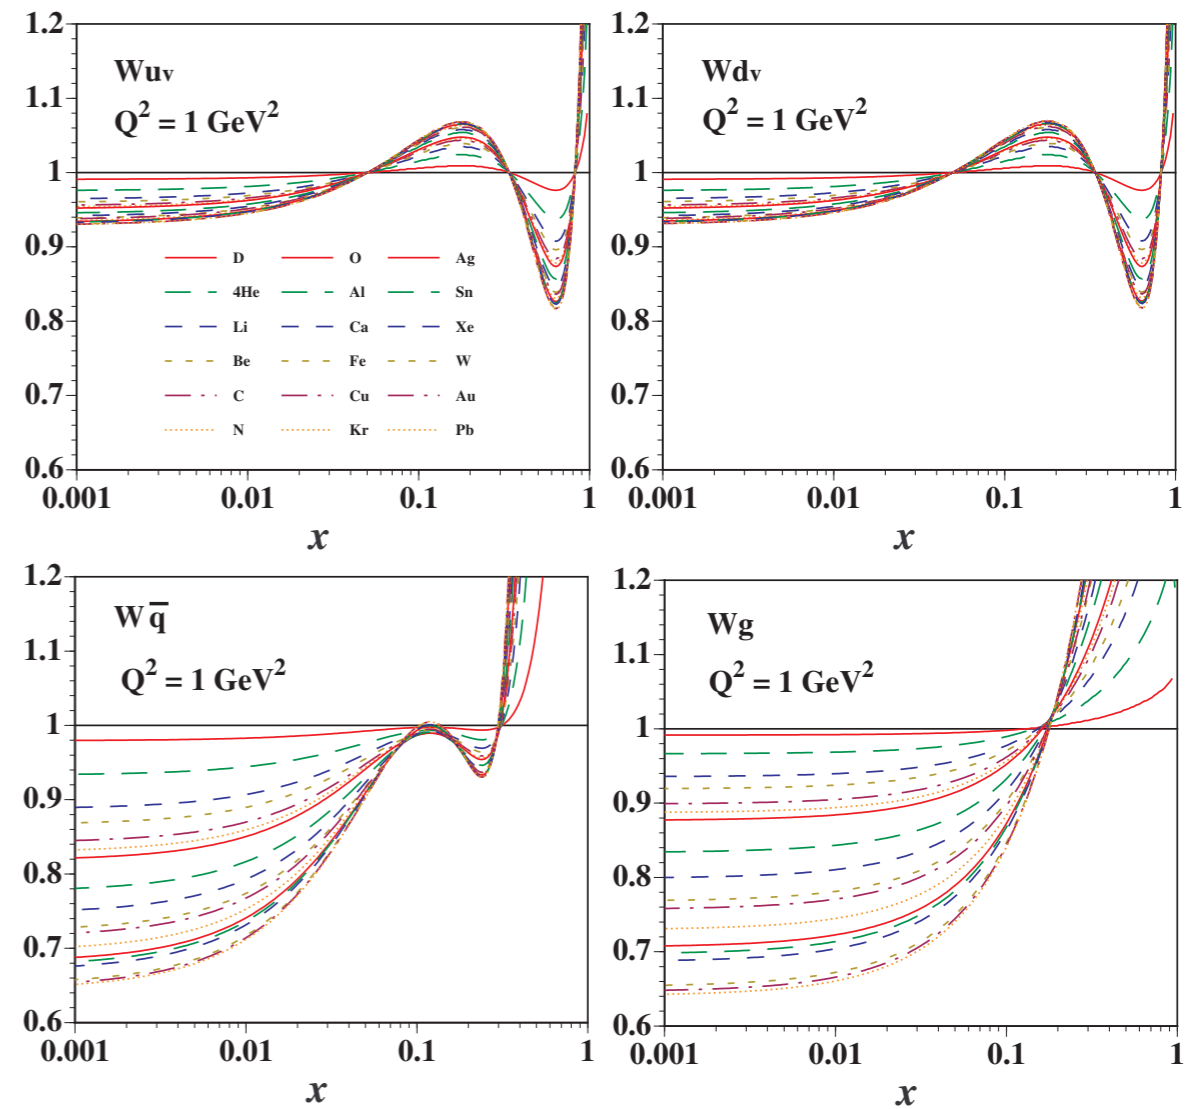 1.2
1.1
1
0.9
0.8
0.7
0.6
Wuv
Q² = 1 GeV²
D O Ag
4He Al Sn
Li Ca Xe
Be Fe W
C Cu Au
N Kr Pb
0.001 0.01 0.1 1
x
1.2
1.1
1
0.9
0.8
0.7
0.6
Wdv
Q² = 1 GeV²
0.001 0.01 0.1 1
x
1.2
1.1
1
0.9
0.8
0.7
0.6
W q̅
Q² = 1 GeV²
0.001 0.01 0.1 1
x
1.2
1.1
1
0.9
0.8
0.7
0.6
Wg
Q² = 1 GeV²
0.001 0.01 0.1 1
x